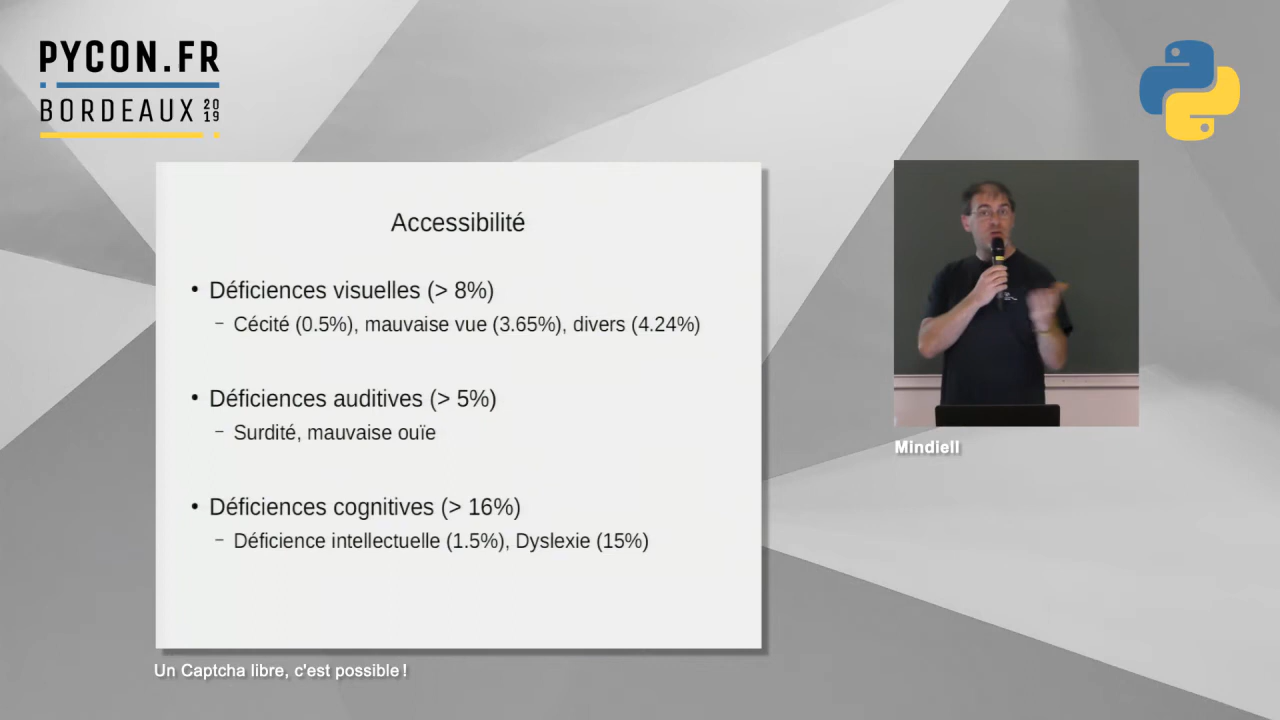 PYCON.FR
BORDEAUX 2019
Accessibilité
• Déficiences visuelles (> 8%)
– Cécité (0.5%), mauvaise vue (3.65%), divers (4.24%)
• Déficiences auditives (> 5%)
– Surdité, mauvaise ouïe
• Déficiences cognitives (> 16%)
– Déficience intellectuelle (1.5%), Dyslexie (15%)
Mindiell
Un Captcha libre, c'est possible !